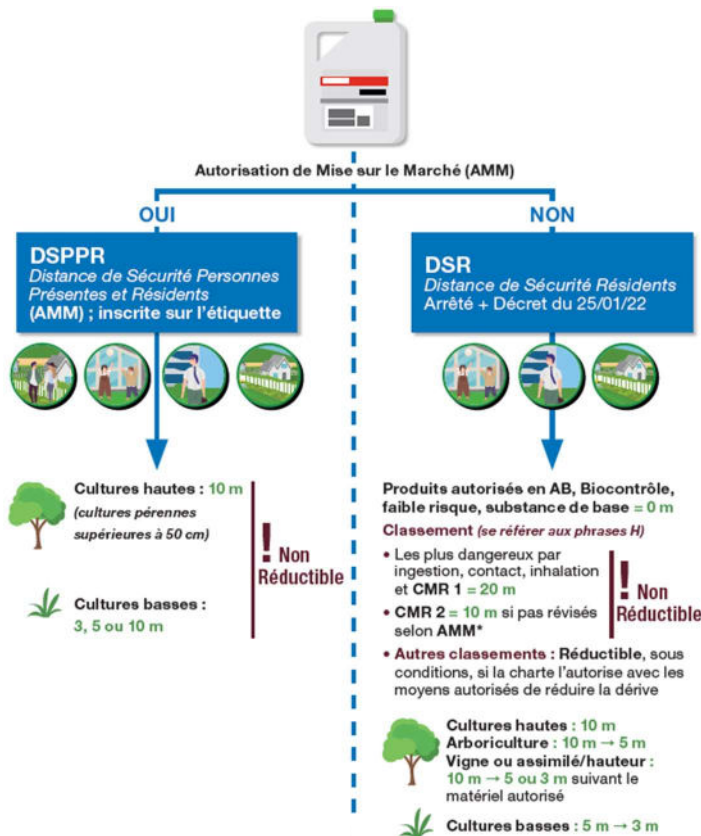 Autorisation de Mise sur le Marché (AMM)
OUI
NON
DSPPR
Distance de Sécurité Personnes
Présentes et Résidents
(AMM) ; inscrite sur l'étiquette
DSR
Distance de Sécurité Résidents
Arrêté + Décret du 25/01/22
Cultures hautes : 10 m
(cultures pérennes
supérieures à 50 cm)
Cultures basses :
3, 5 ou 10 m
! Non
Réductible
Produits autorisés en AB, Biocontrôle,
faible risque, substance de base = 0 m
Classement (se référer aux phrases H)
• Les plus dangereux par
ingestion, contact, inhalation
et CMR 1 = 20 m
• CMR 2 = 10 m si pas révisés
selon AMM*
! Non
Réductible
• Autres classements : Réductible, sous
conditions, si la charte l'autorise avec les
moyens autorisés de réduire la dérive
Cultures hautes : 10 m
Arboriculture : 10 m → 5 m
Vigne ou assimilé/hauteur :
10 m → 5 ou 3 m suivant le
matériel autorisé
Cultures basses : 5 m → 3 m